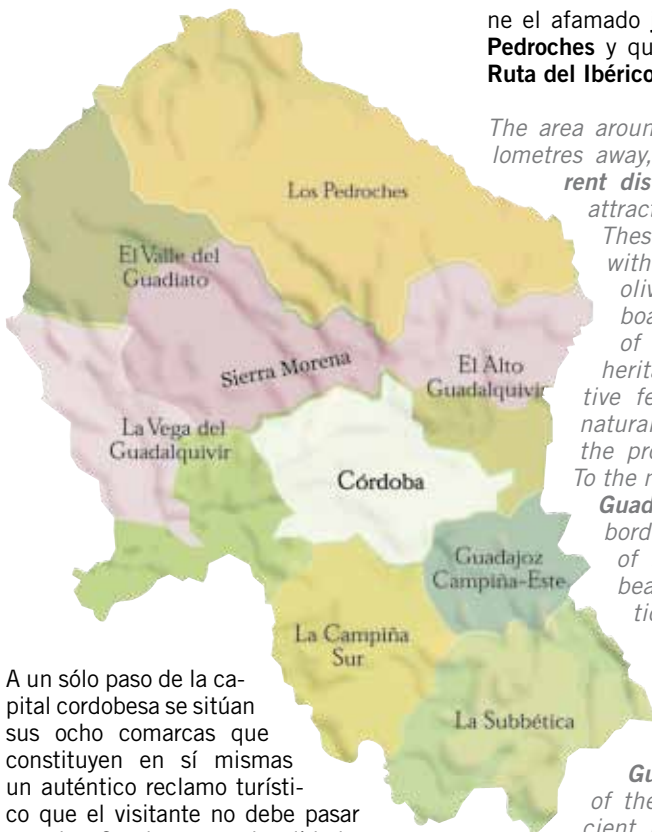 ne el afamado
Pedroches y qu
Ruta del Ibérico
The area aroun
lometres away,
rent dis
attract
Thes
with
oliv
boa
of
herita
tive fe
natural
the pro
To the n
Guad
bord
of
bea
tic
Gu
of the
cient
Los Pedroches
El Valle del
Guadiato
Sierra Morena
El Alto
Guadalquivir
La Vega del
Guadalquivir
Córdoba
Guadajoz
Campiña-Este
La Campiña
Sur
La Subbética
A un sólo paso de la ca-
pital cordobesa se sitúan
sus ocho comarcas que
constituyen en sí mismas
un auténtico reclamo turísti-
co que el visitante no debe pasar